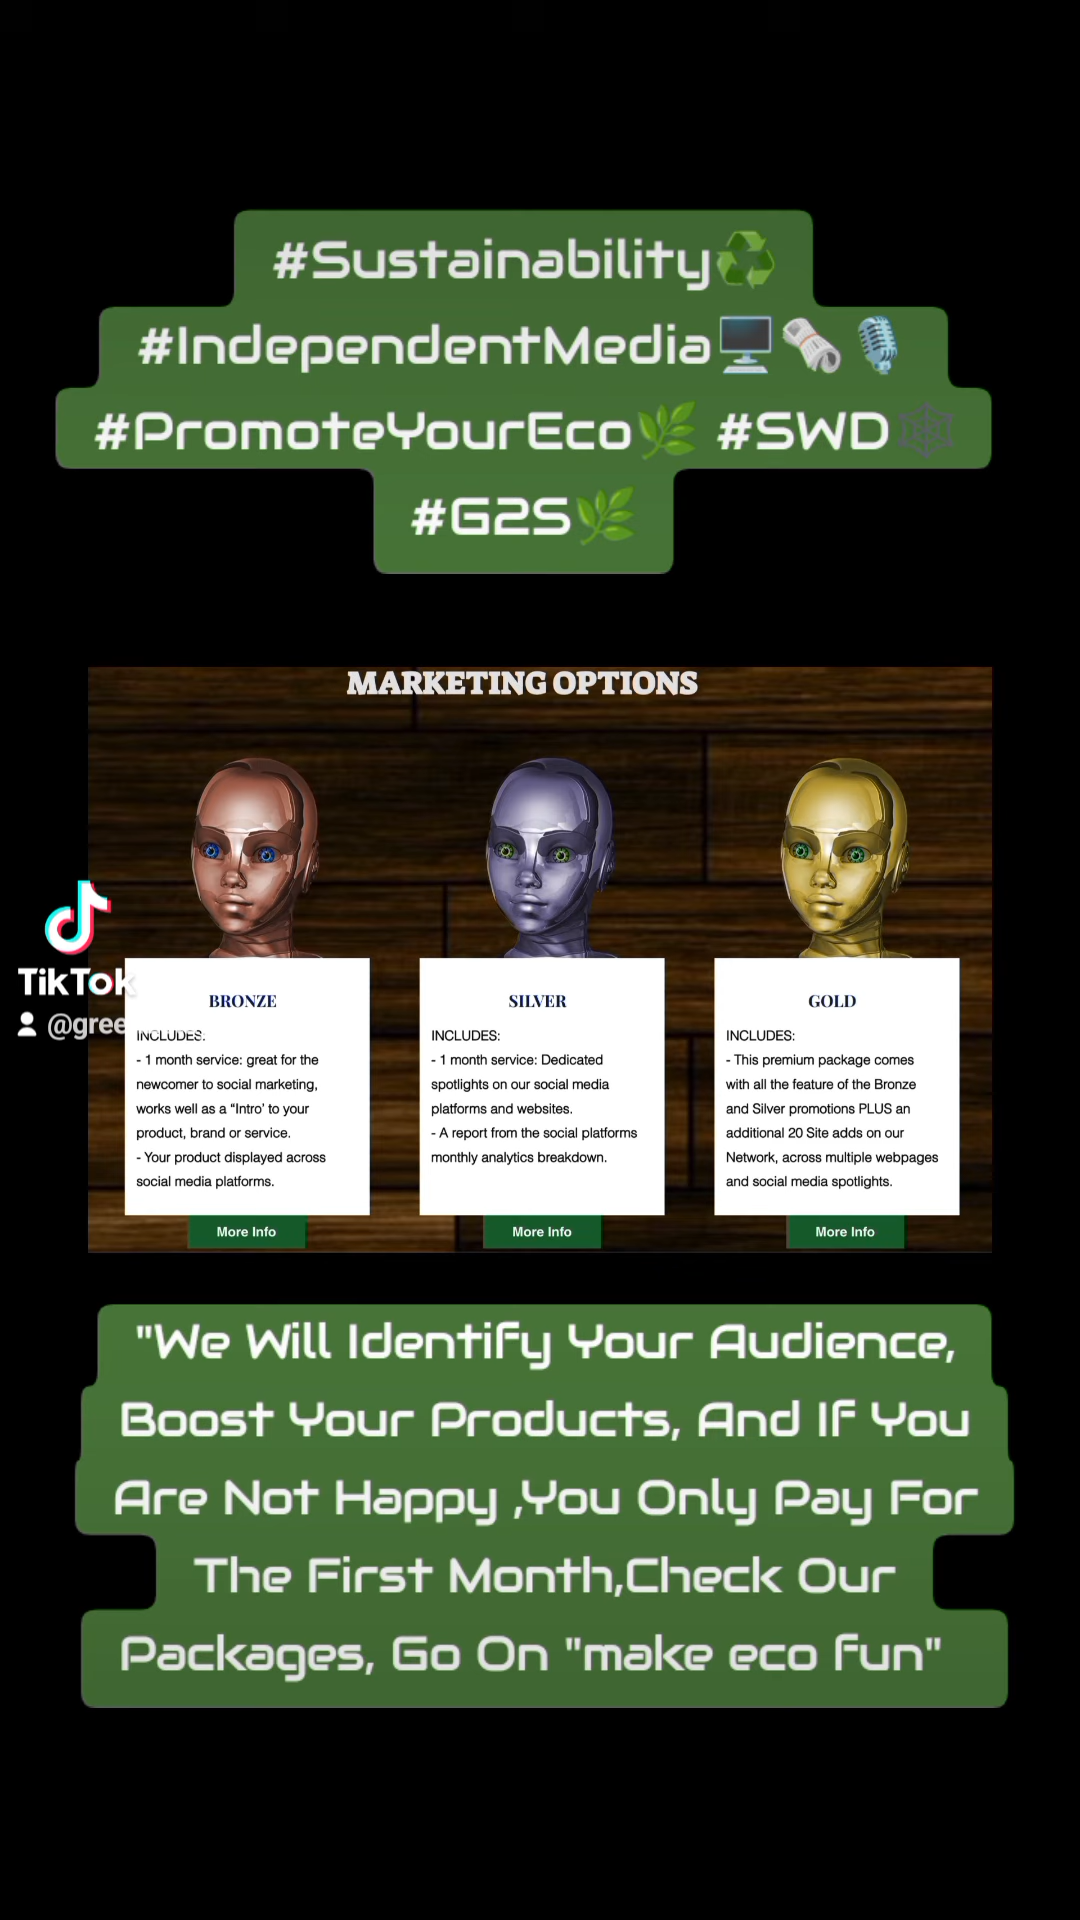 #Sustainability♻️
#IndependentMedia🖥️🗞️🎙️
#PromoteYourEco🌿 #SWD🕸️
#G2S🌿
MARKETING OPTIONS
TikTok
BRONZE
INCLUDES:
- 1 month service: great for the
newcomer to social marketing,
works well as a “Intro’ to your
product, brand or service.
- Your product displayed across
social media platforms.
More Info
SILVER
INCLUDES:
- 1 month service: Dedicated
spotlights on our social media
platforms and websites.
- A report from the social platforms
monthly analytics breakdown.
More Info
GOLD
INCLUDES:
- This premium package comes
with all the feature of the Bronze
and Silver promotions PLUS an
additional 20 Site adds on our
Network, across multiple webpages
and social media spotlights.
More Info
"We Will Identify Your Audience,
Boost Your Products, And If You
Are Not Happy ,You Only Pay For
The First Month,Check Our
Packages, Go On "make eco fun"